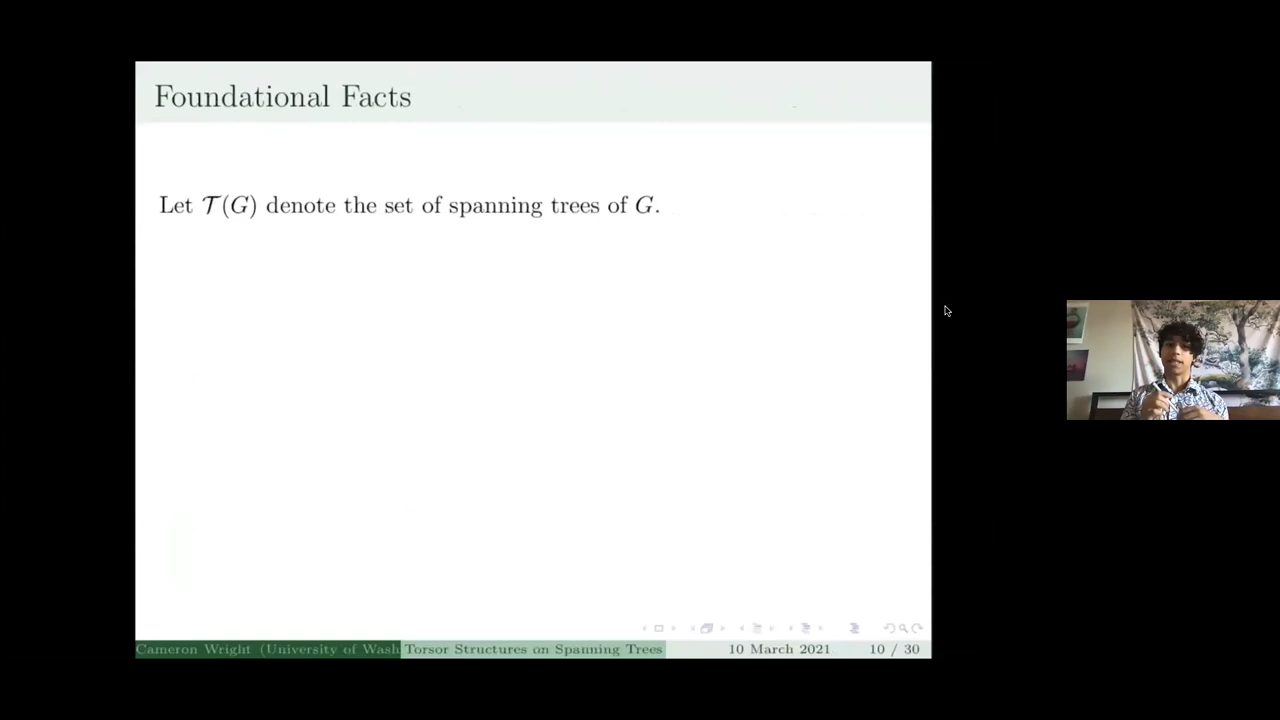 Foundational Facts
Let 𝒯(G) denote the set of spanning trees of G.
Cameron Wright (University of Wash
Torsor Structures on Spanning Trees
10 March 2021
10 / 30